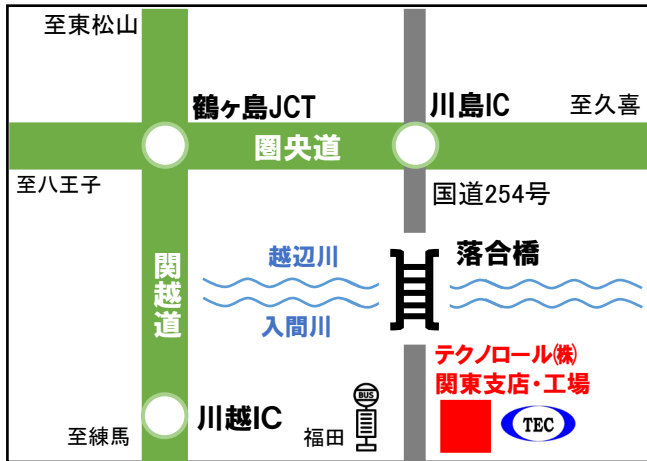 至東松山
鶴ヶ島JCT
川島IC
至久喜
圏央道
至八王子
国道254号
関越道
越辺川
落合橋
入間川
テクノロール㈱
関東支店・工場
川越IC
至練馬
福田
BUS
TEC